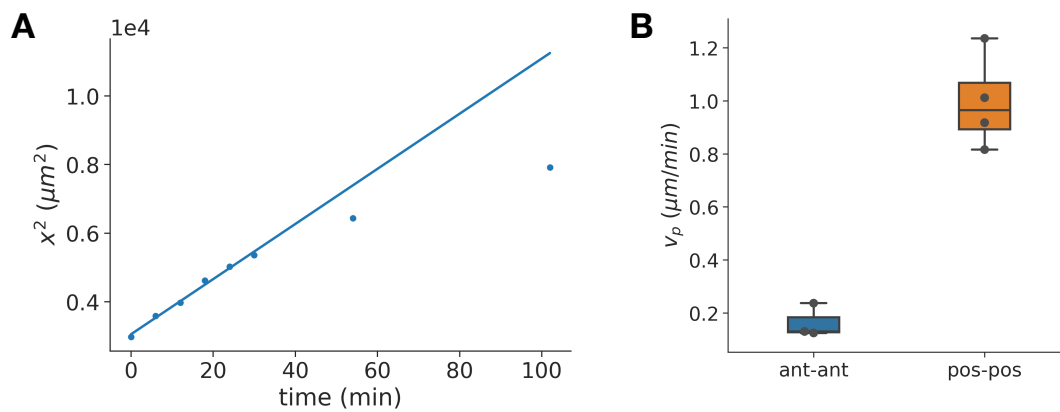 A
1e4
1.0
0.8
0.6
0.4
x² (μm²)
0
20
40
60
80
100
time (min)
B
1.2
1.0
0.8
0.6
0.4
0.2
vₚ (μm/min)
ant-ant
pos-pos